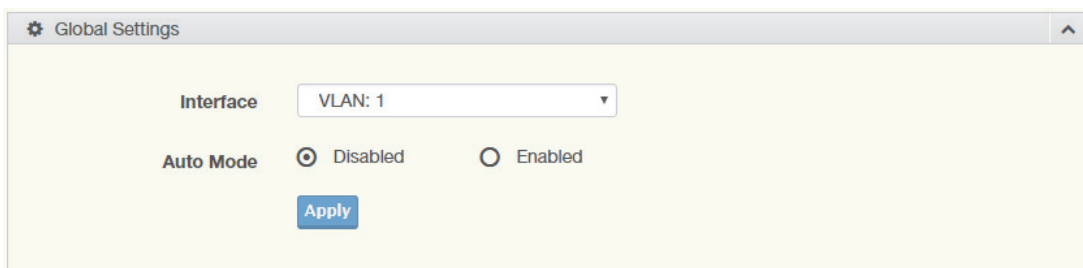 Global Settings
Interface VLAN: 1
Auto Mode Disabled Enabled
Apply